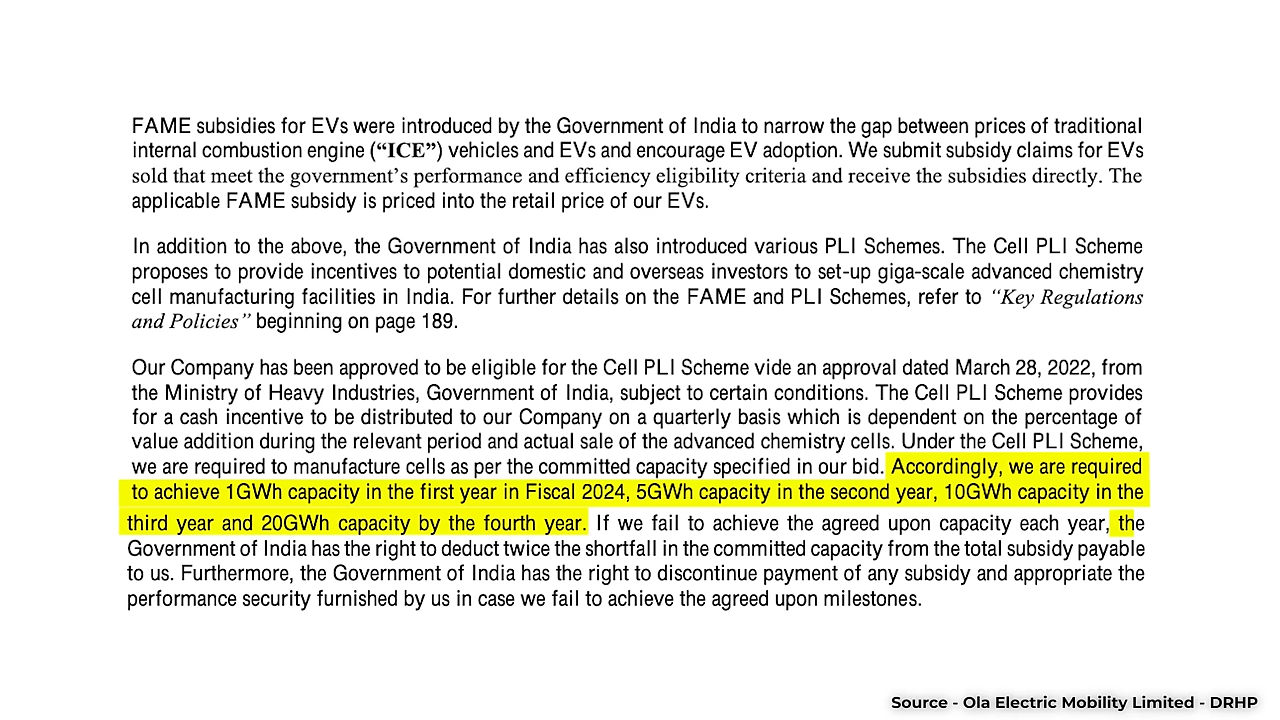 FAME subsidies for EVs were introduced by the Government of India to narrow the gap between prices of traditional
internal combustion engine (“ICE”) vehicles and EVs and encourage EV adoption. We submit subsidy claims for EVs
sold that meet the government’s performance and efficiency eligibility criteria and receive the subsidies directly. The
applicable FAME subsidy is priced into the retail price of our EVs.
In addition to the above, the Government of India has also introduced various PLI Schemes. The Cell PLI Scheme
proposes to provide incentives to potential domestic and overseas investors to set-up giga-scale advanced chemistry
cell manufacturing facilities in India. For further details on the FAME and PLI Schemes, refer to “Key Regulations
and Policies” beginning on page 189.
Our Company has been approved to be eligible for the Cell PLI Scheme vide an approval dated March 28, 2022, from
the Ministry of Heavy Industries, Government of India, subject to certain conditions. The Cell PLI Scheme provides
for a cash incentive to be distributed to our Company on a quarterly basis which is dependent on the percentage of
value addition during the relevant period and actual sale of the advanced chemistry cells. Under the Cell PLI Scheme,
we are required to manufacture cells as per the committed capacity specified in our bid. Accordingly, we are required
to achieve 1GWh capacity in the first year in Fiscal 2024, 5GWh capacity in the second year, 10GWh capacity in the
third year and 20GWh capacity by the fourth year. If we fail to achieve the agreed upon capacity each year, the
Government of India has the right to deduct twice the shortfall in the committed capacity from the total subsidy payable
to us. Furthermore, the Government of India has the right to discontinue payment of any subsidy and appropriate the
performance security furnished by us in case we fail to achieve the agreed upon milestones.
Source - Ola Electric Mobility Limited - DRHP